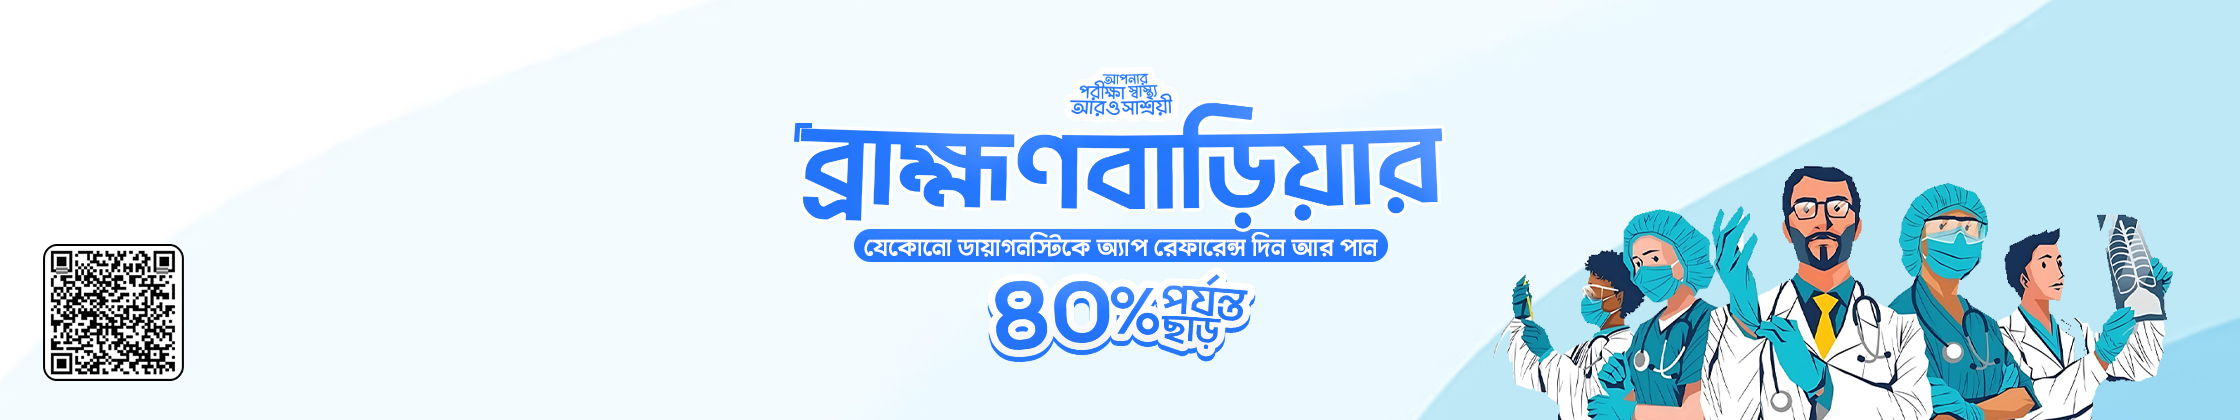 আপনার
পরীক্ষা স্বাস্থ্য
আরও সাশ্রয়ী
ব্রাহ্মণবাড়িয়ার
যেকোনো ডায়াগনস্টিকে অ্যাপ রেফারেন্স দিন আর পান
৪০% পর্যন্ত
ছাড়